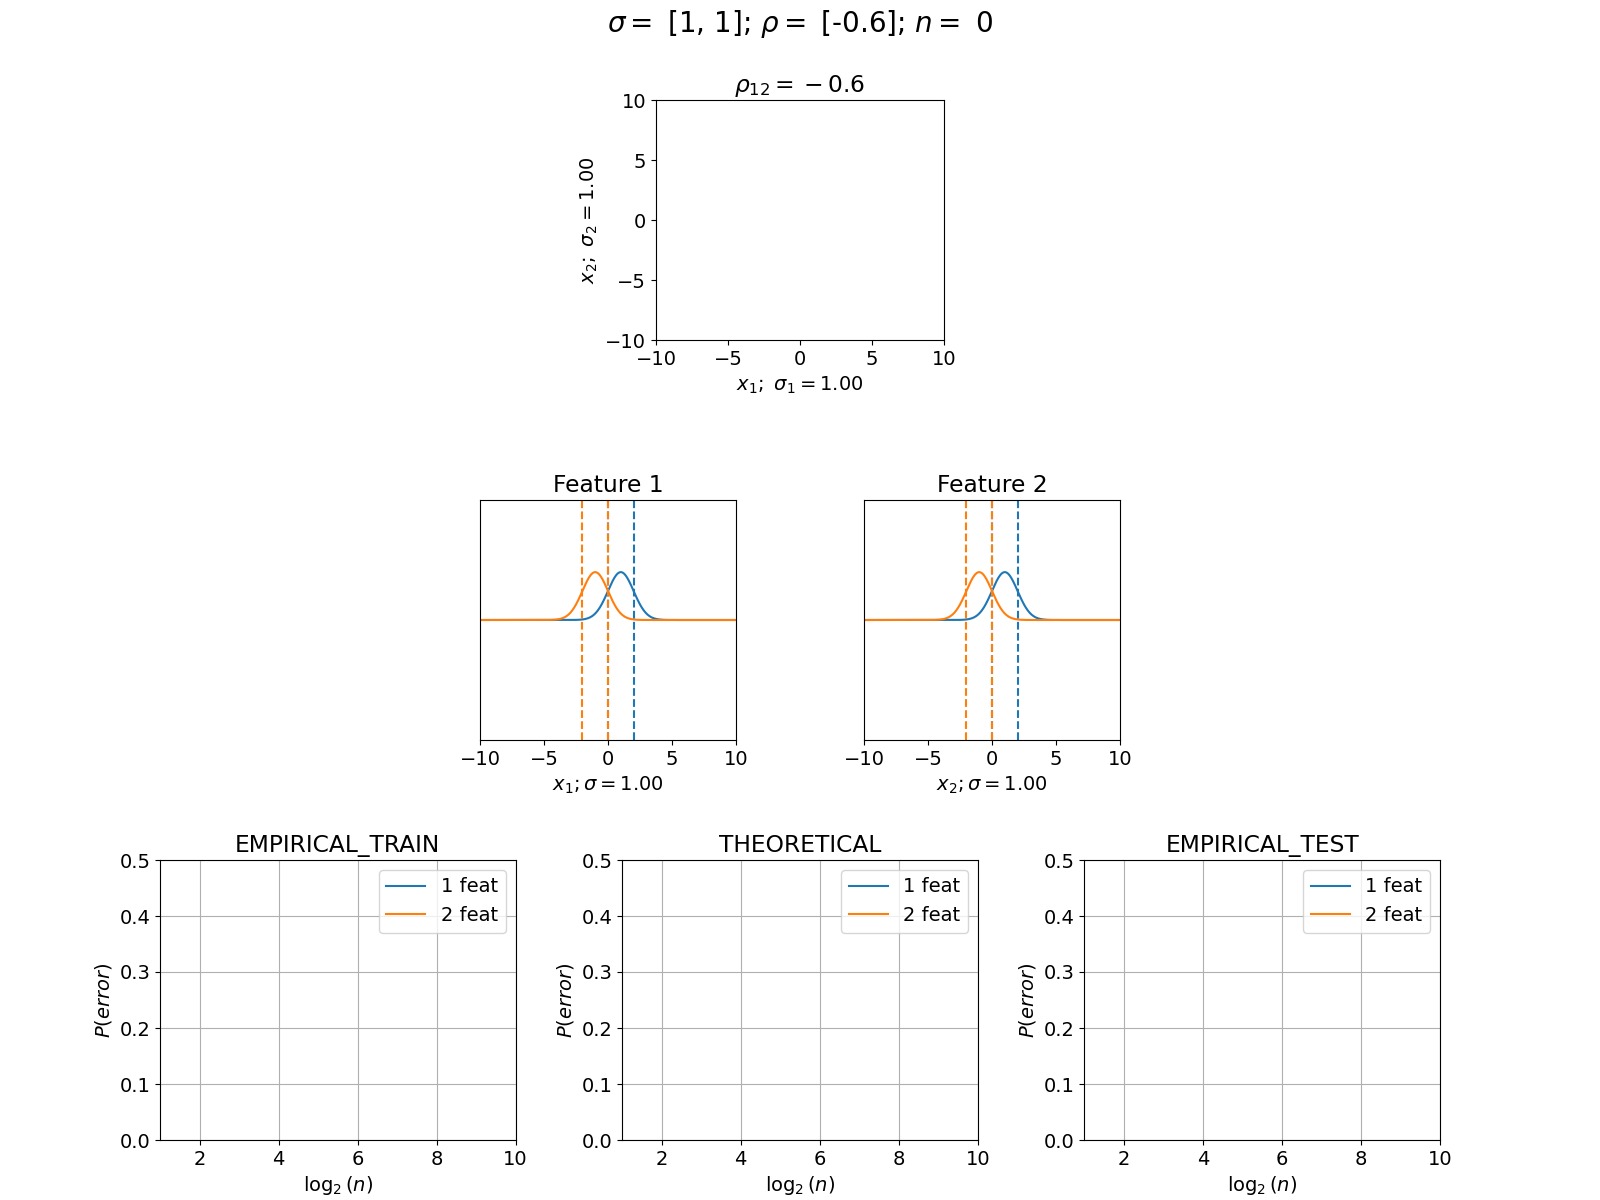 σ = [1, 1]; ρ = [-0.6]; n = 0
ρ₁₂ = −0.6
10
5
0
−5
−10
x₂; σ₂ = 1.00
−10 −5 0 5 10
x₁; σ₁ = 1.00
Feature 1
−10 −5 0 5 10
x₁; σ = 1.00
Feature 2
−10 −5 0 5 10
x₂; σ = 1.00
EMPIRICAL_TRAIN
1 feat
2 feat
0.5
0.4
0.3
0.2
0.1
0.0
P(error)
2 4 6 8 10
log₂(n)
THEORETICAL
1 feat
2 feat
0.5
0.4
0.3
0.2
0.1
0.0
P(error)
2 4 6 8 10
log₂(n)
EMPIRICAL_TEST
1 feat
2 feat
0.5
0.4
0.3
0.2
0.1
0.0
P(error)
2 4 6 8 10
log₂(n)